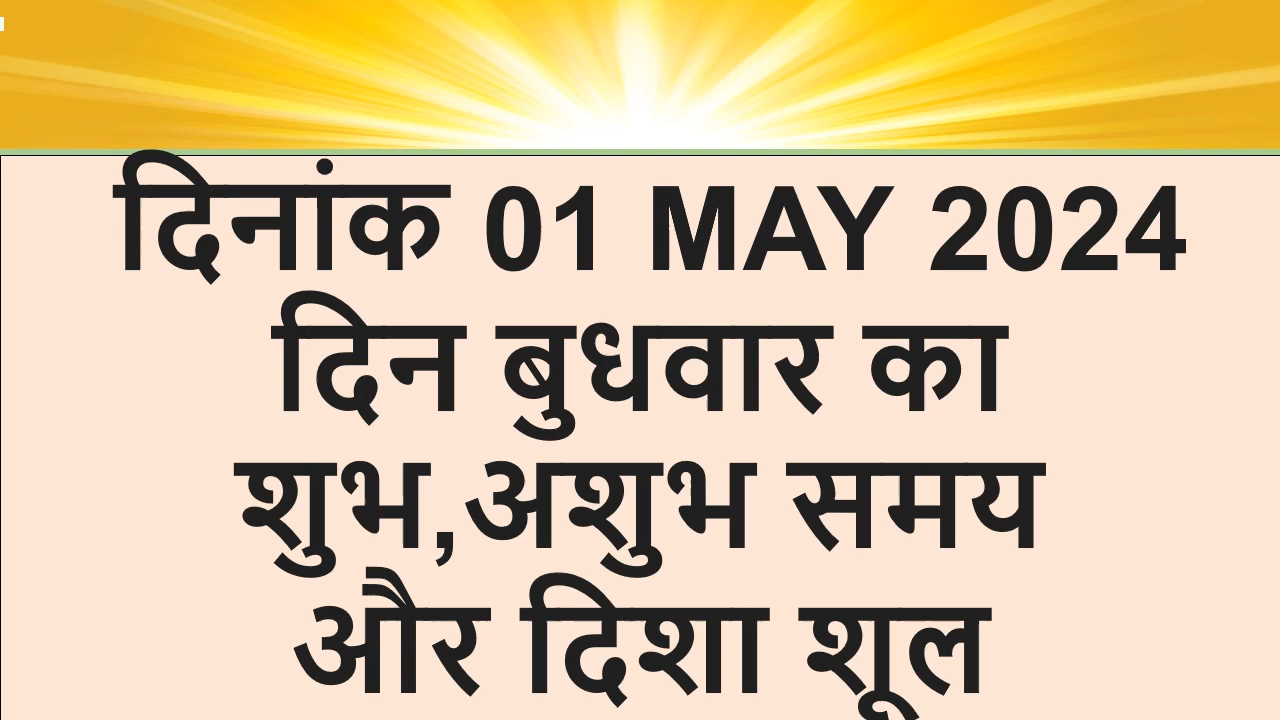 दिनांक 01 MAY 2024
दिन बुधवार का
शुभ,अशुभ समय
और दिशा शूल